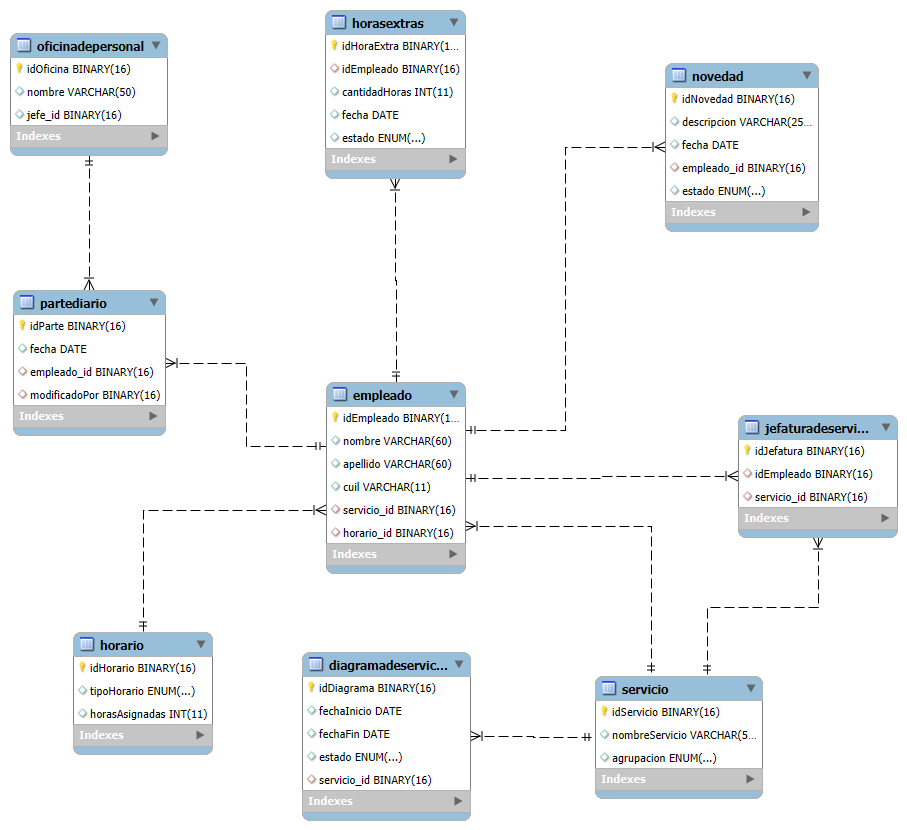 oficinadepersonal
idOficina BINARY(16)
nombre VARCHAR(50)
jefe_id BINARY(16)
Indexes
horasextras
idHoraExtra BINARY(1...
idEmpleado BINARY(16)
cantidadHoras INT(11)
fecha DATE
estado ENUM(...)
Indexes
novedad
idNovedad BINARY(16)
descripcion VARCHAR(25...
fecha DATE
empleado_id BINARY(16)
estado ENUM(...)
Indexes
partediario
idParte BINARY(16)
fecha DATE
empleado_id BINARY(16)
modificadoPor BINARY(16)
Indexes
empleado
idEmpleado BINARY(1...
nombre VARCHAR(60)
apellido VARCHAR(60)
cuil VARCHAR(11)
servicio_id BINARY(16)
horario_id BINARY(16)
Indexes
jefaturadeservi...
idJefatura BINARY(16)
idEmpleado BINARY(16)
servicio_id BINARY(16)
Indexes
horario
idHorario BINARY(16)
tipoHorario ENUM(...)
horasAsignadas INT(11)
Indexes
diagramadeservic...
idDiagrama BINARY(16)
fechaInicio DATE
fechaFin DATE
estado ENUM(...)
servicio_id BINARY(16)
Indexes
servicio
idServicio BINARY(16)
nombreServicio VARCHAR(5...
agrupacion ENUM(...)
Indexes